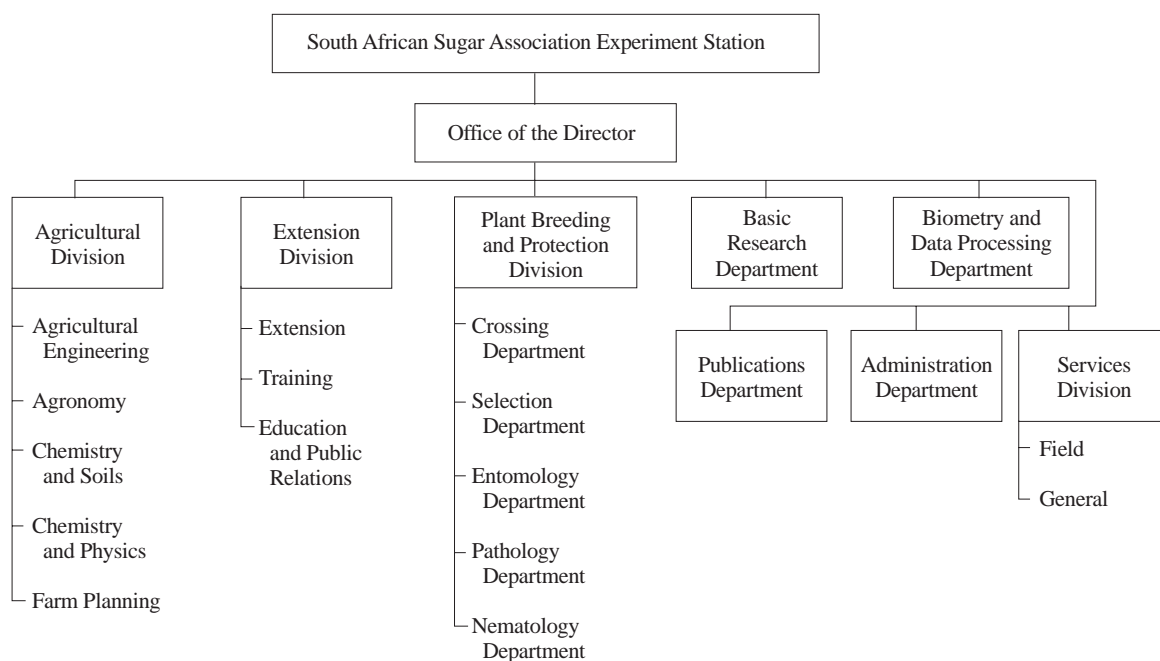 South African Sugar Association Experiment Station
Office of the Director
Agricultural
Division
Agricultural
Engineering
Agronomy
Chemistry
and Soils
Chemistry
and Physics
Farm Planning
Extension
Division
Extension
Training
Education
and Public
Relations
Plant Breeding
and Protection
Division
Crossing
Department
Selection
Department
Entomology
Department
Pathology
Department
Nematology
Department
Basic
Research
Department
Biometry and
Data Processing
Department
Publications
Department
Administration
Department
Services
Division
Field
General